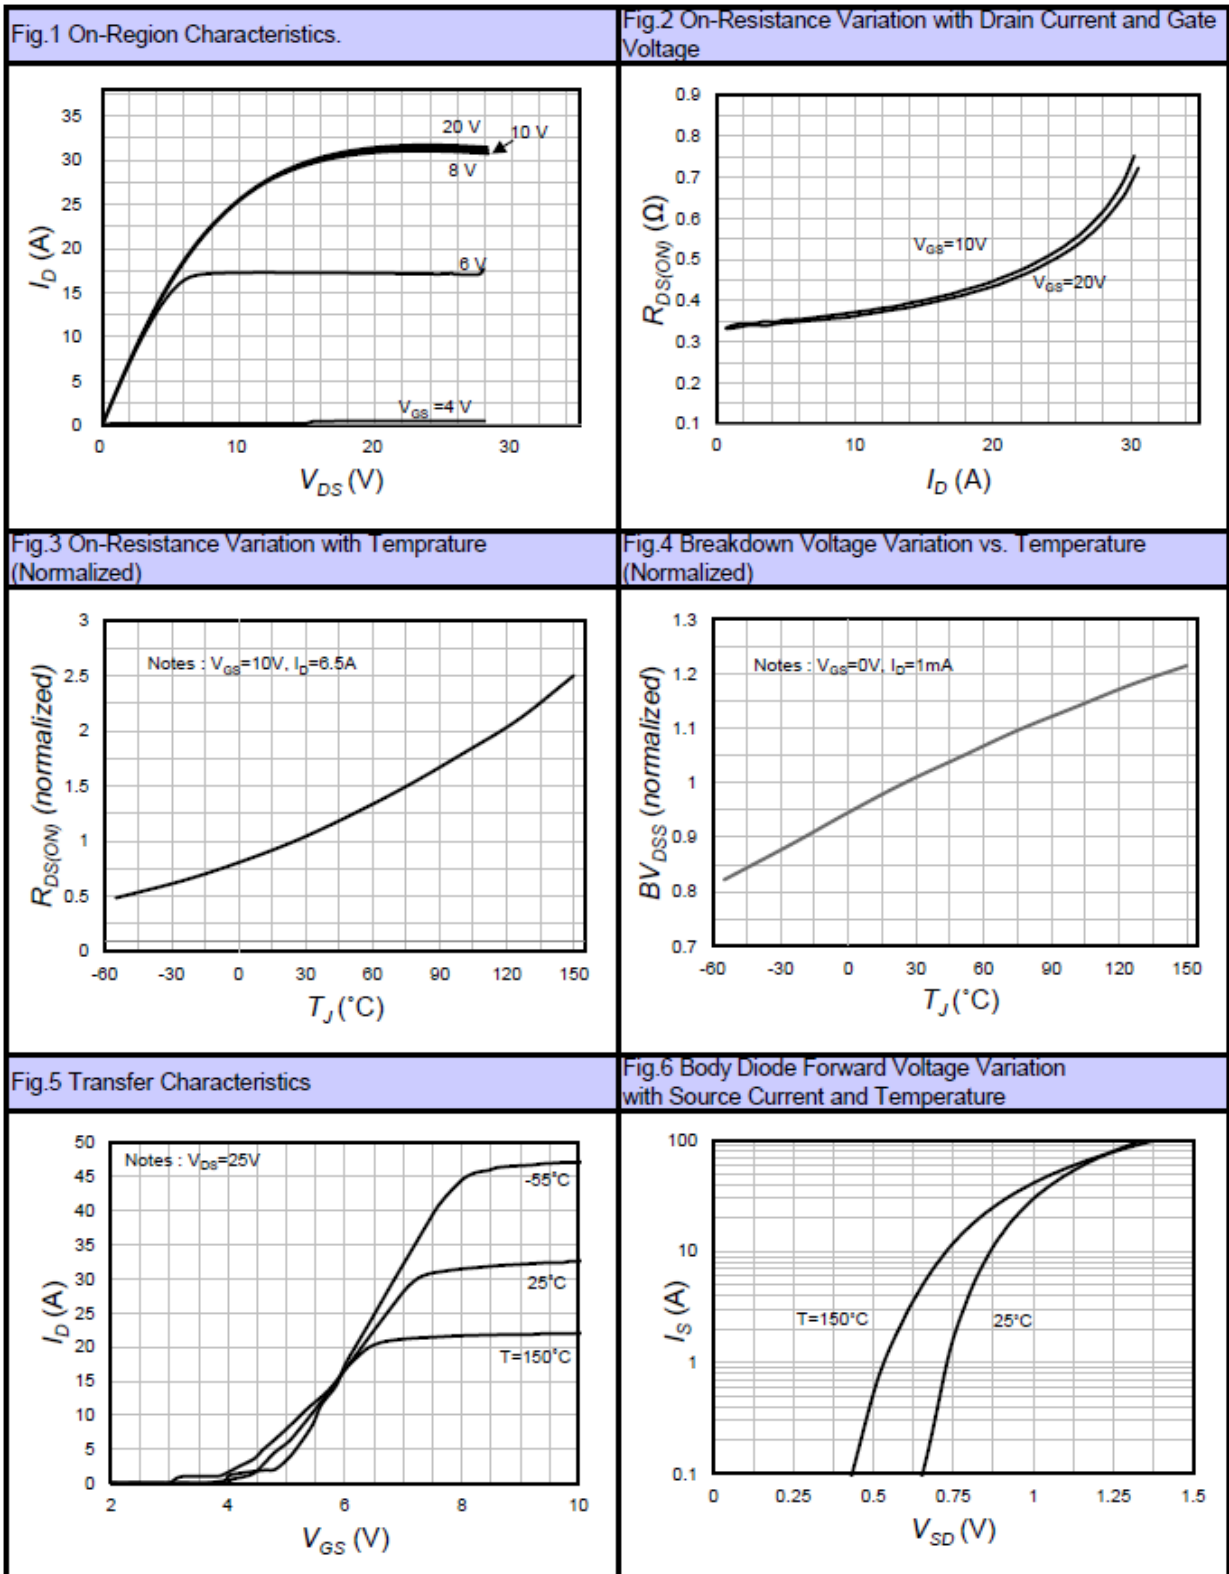 Fig.1 On-Region Characteristics.
35
30
25
20
15
10
5
0
0
10
20
30
I_D (A)
V_DS (V)
20 V
10 V
8 V
6 V
V_GS =4 V
Fig.2 On-Resistance Variation with Drain Current and Gate
Voltage
0.9
0.8
0.7
0.6
0.5
0.4
0.3
0.2
0.1
0
10
20
30
R_DS(ON) (Ω)
I_D (A)
V_GS=10V
V_GS=20V
Fig.3 On-Resistance Variation with Temprature
(Normalized)
3
2.5
2
1.5
1
0.5
0
-60
-30
0
30
60
90
120
150
R_DS(ON) (normalized)
T_J (˚C)
Notes : V_GS=10V, I_D=6.5A
Fig.4 Breakdown Voltage Variation vs. Temperature
(Normalized)
1.3
1.2
1.1
1
0.9
0.8
0.7
-60
-30
0
30
60
90
120
150
BV_DSS (normalized)
T_J (˚C)
Notes : V_GS=0V, I_D=1mA
Fig.5 Transfer Characteristics
50
45
40
35
30
25
20
15
10
5
0
2
4
6
8
10
I_D (A)
V_GS (V)
Notes : V_DS=25V
-55˚C
25˚C
T=150˚C
Fig.6 Body Diode Forward Voltage Variation
with Source Current and Temperature
100
10
1
0.1
0
0.25
0.5
0.75
1
1.25
1.5
I_S (A)
V_SD (V)
T=150˚C
25˚C